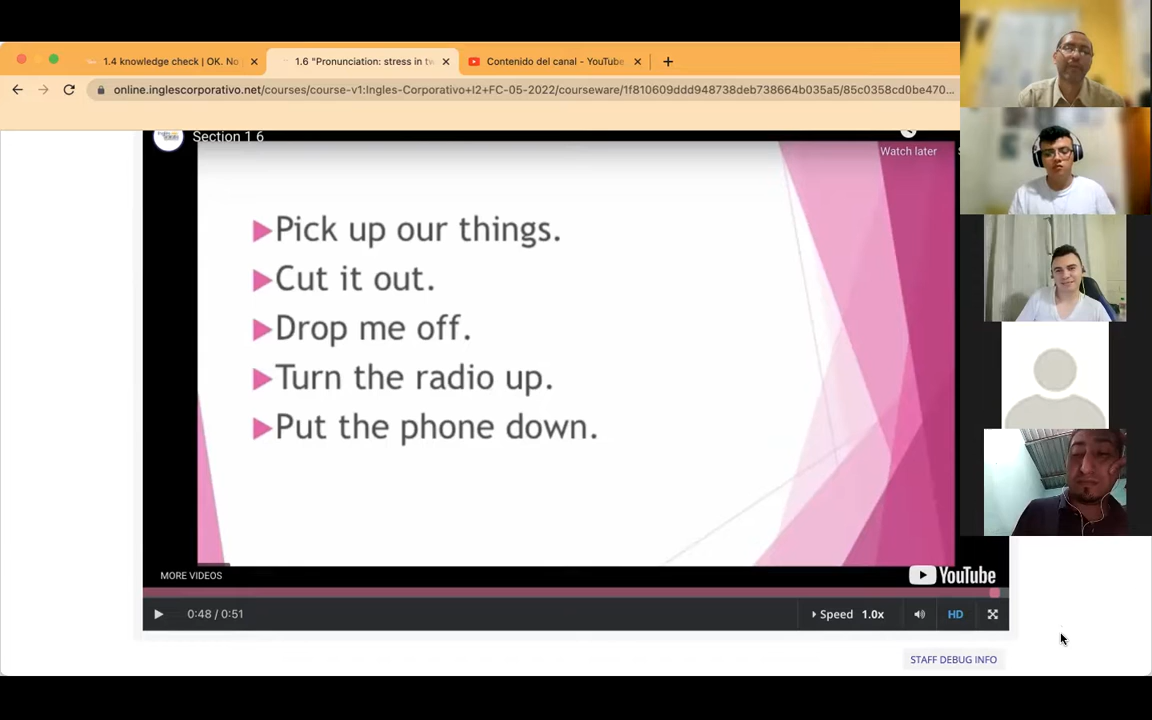 1.4 knowledge check | OK. No
1.6 "Pronunciation: stress in tw
Contenido del canal - YouTube
online.inglescorporativo.net/courses/course-v1:Ingles-Corporativo+I2+FC-05-2022/courseware/1f810609ddd948738deb738664b035a5/85c0358cd0be470...
Section 1 6
Watch later
Pick up our things.
Cut it out.
Drop me off.
Turn the radio up.
Put the phone down.
MORE VIDEOS
YouTube
0:48 / 0:51
Speed 1.0x
HD
STAFF DEBUG INFO